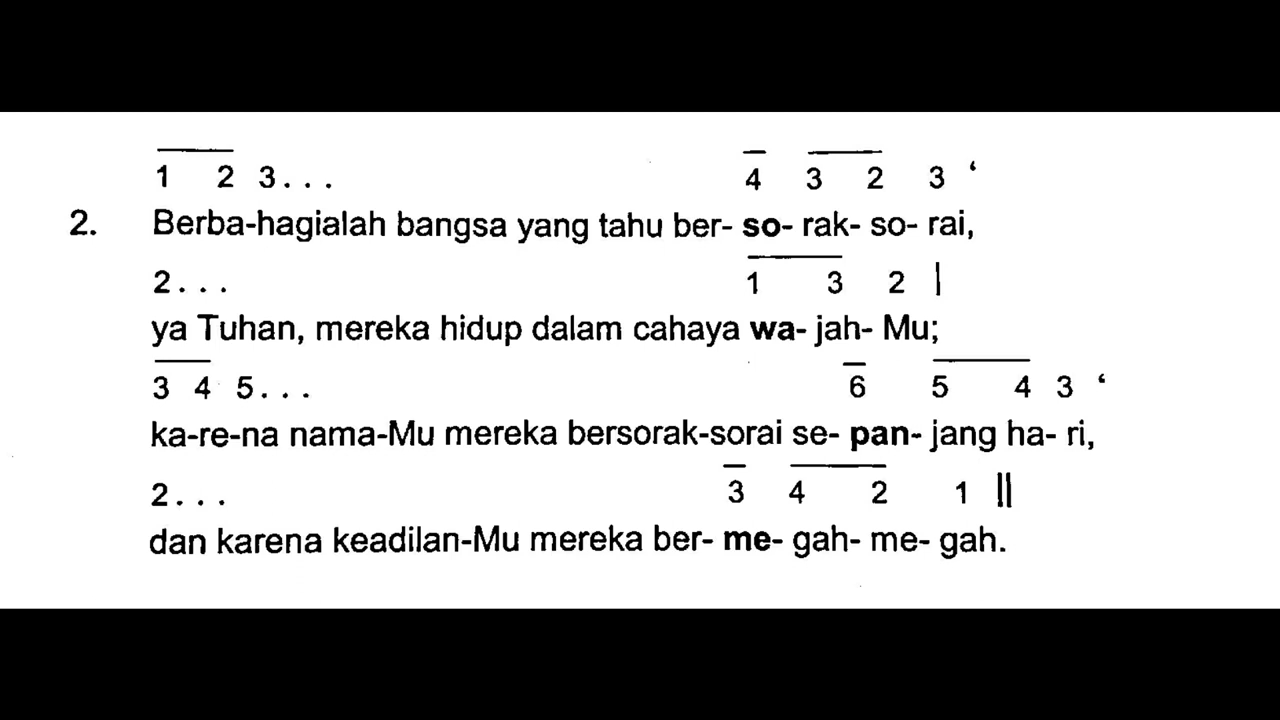 1 2 3... 4 3 2 3 ‘
2. Berba-hagialah bangsa yang tahu ber- so- rak- so- rai,
2... 1 3 2 |
ya Tuhan, mereka hidup dalam cahaya wa- jah- Mu;
3 4 5... 6 5 4 3 ‘
ka-re-na nama-Mu mereka bersorak-sorai se- pan- jang ha- ri,
2... 3 4 2 1 ||
dan karena keadilan-Mu mereka ber- me- gah- me- gah.